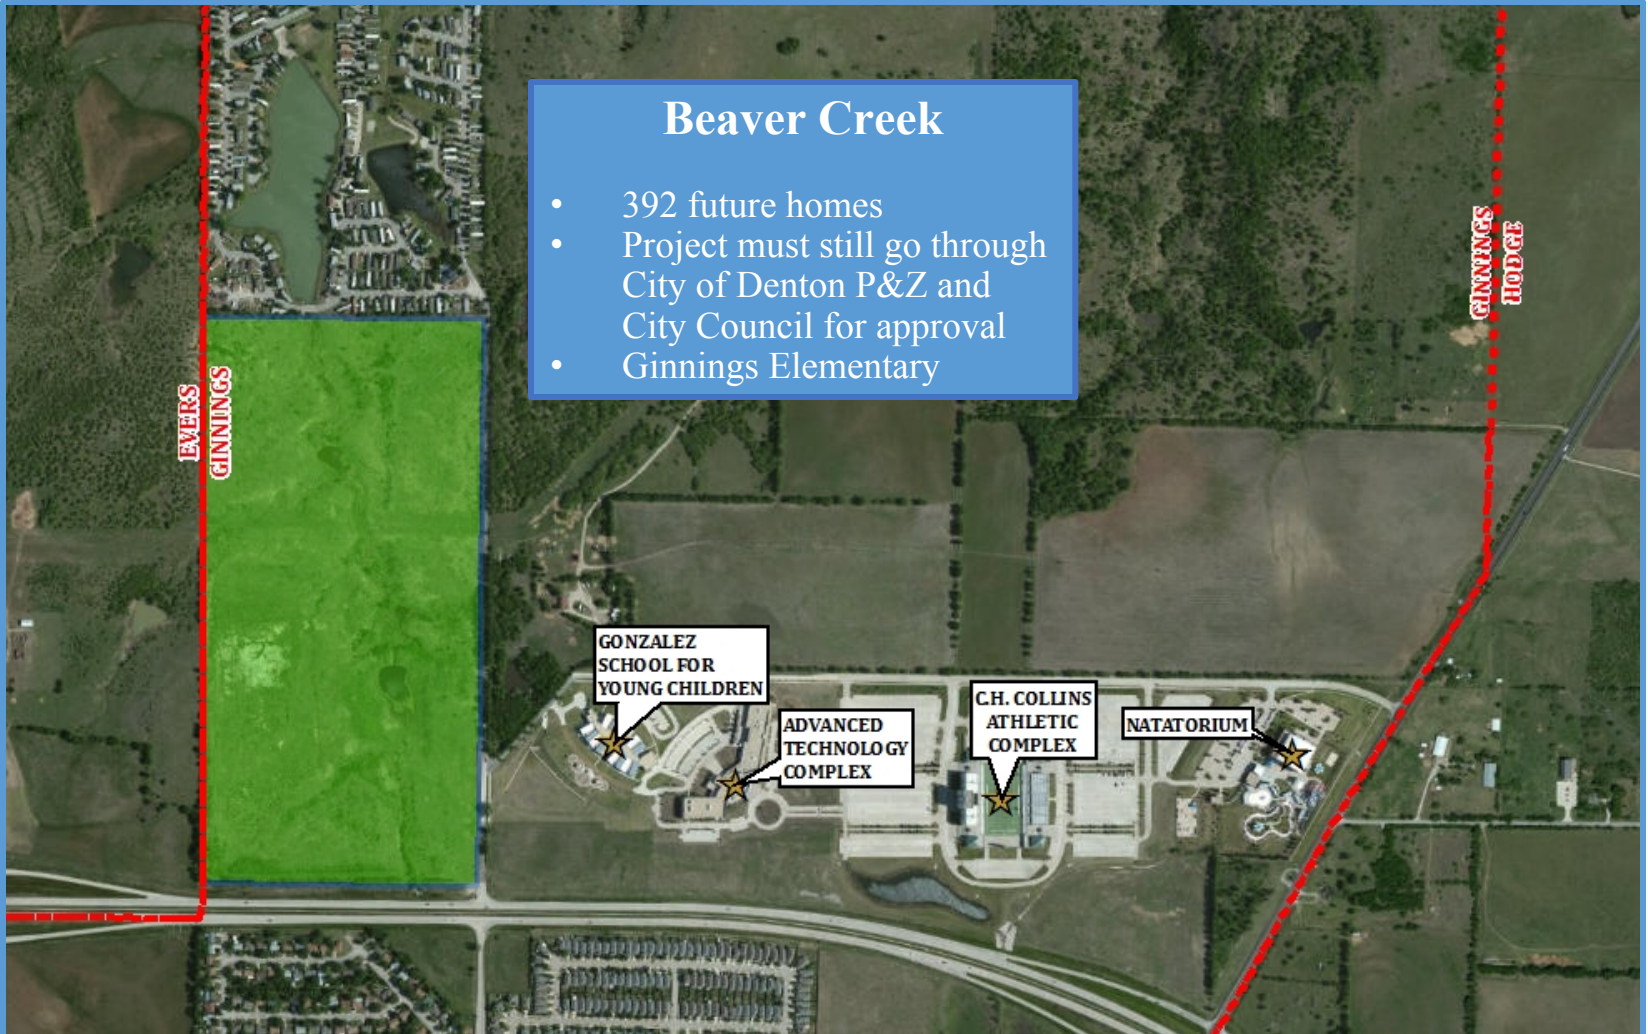 Beaver Creek
• 392 future homes
• Project must still go through
City of Denton P&Z and
City Council for approval
• Ginnings Elementary
EVERS
GINNINGS
GINNINGS
HODGE
GONZALEZ
SCHOOL FOR
YOUNG CHILDREN
ADVANCED
TECHNOLOGY
COMPLEX
C.H. COLLINS
ATHLETIC
COMPLEX
NATATORIUM